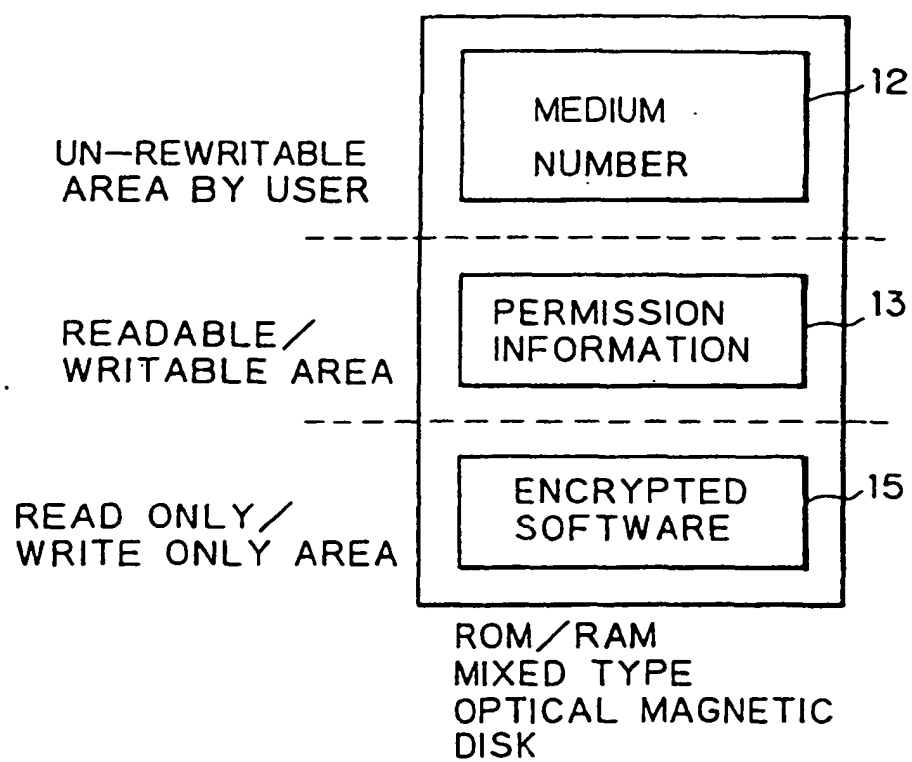 MEDIUM
NUMBER
12
UN-REWRITABLE
AREA BY USER
PERMISSION
INFORMATION
13
READABLE/
WRITABLE AREA
ENCRYPTED
SOFTWARE
15
READ ONLY/
WRITE ONLY AREA
ROM/RAM
MIXED TYPE
OPTICAL MAGNETIC
DISK